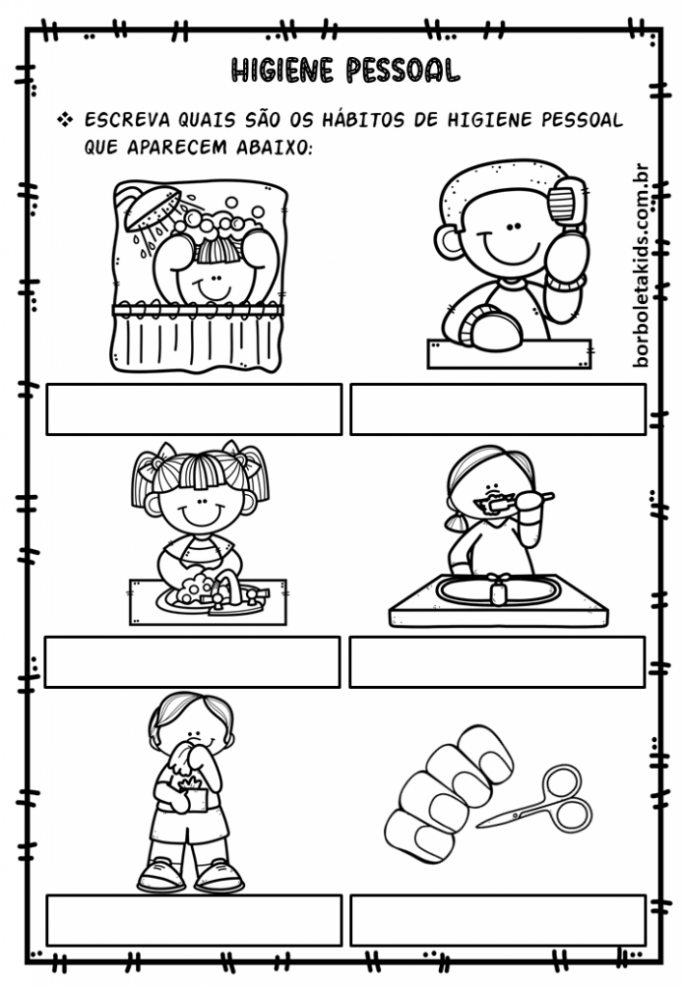 HIGIENE PESSOAL
❖ ESCREVA QUAIS SÃO OS HÁBITOS DE HIGIENE PESSOAL
QUE APARECEM ABAIXO:
borboletakids.com.br